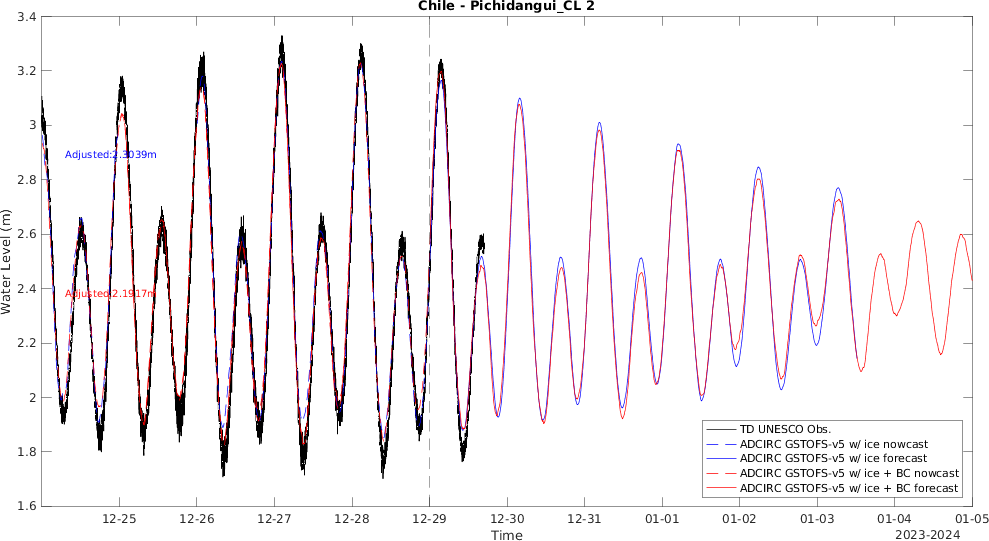 Chile - Pichidangui_CL 2
3.4
3.2
3
2.8
2.6
2.4
2.2
2
1.8
1.6
Water Level (m)
Adjusted:2.3039m
Adjusted:2.1917m
TD UNESCO Obs.
ADCIRC GSTOFS-v5 w/ ice nowcast
ADCIRC GSTOFS-v5 w/ ice forecast
ADCIRC GSTOFS-v5 w/ ice + BC nowcast
ADCIRC GSTOFS-v5 w/ ice + BC forecast
12-25 12-26 12-27 12-28 12-29 12-30 12-31 01-01 01-02 01-03 01-04 01-05
Time
2023-2024